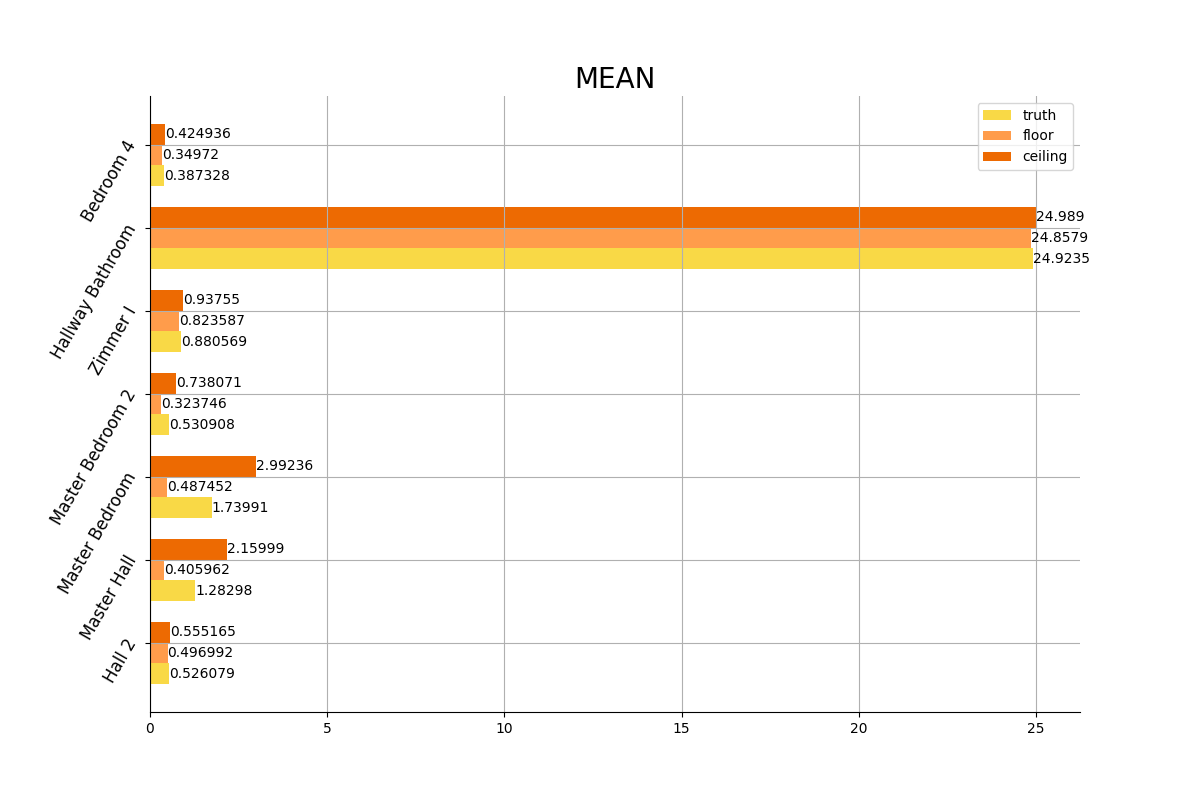 MEAN
truth
floor
ceiling
Bedroom 4
0.424936
0.34972
0.387328
Hallway Bathroom
24.989
24.8579
24.9235
Zimmer I
0.93755
0.823587
0.880569
Master Bedroom 2
0.738071
0.323746
0.530908
Master Bedroom
2.99236
0.487452
1.73991
Master Hall
2.15999
0.405962
1.28298
Hall 2
0.555165
0.496992
0.526079
0 5 10 15 20 25